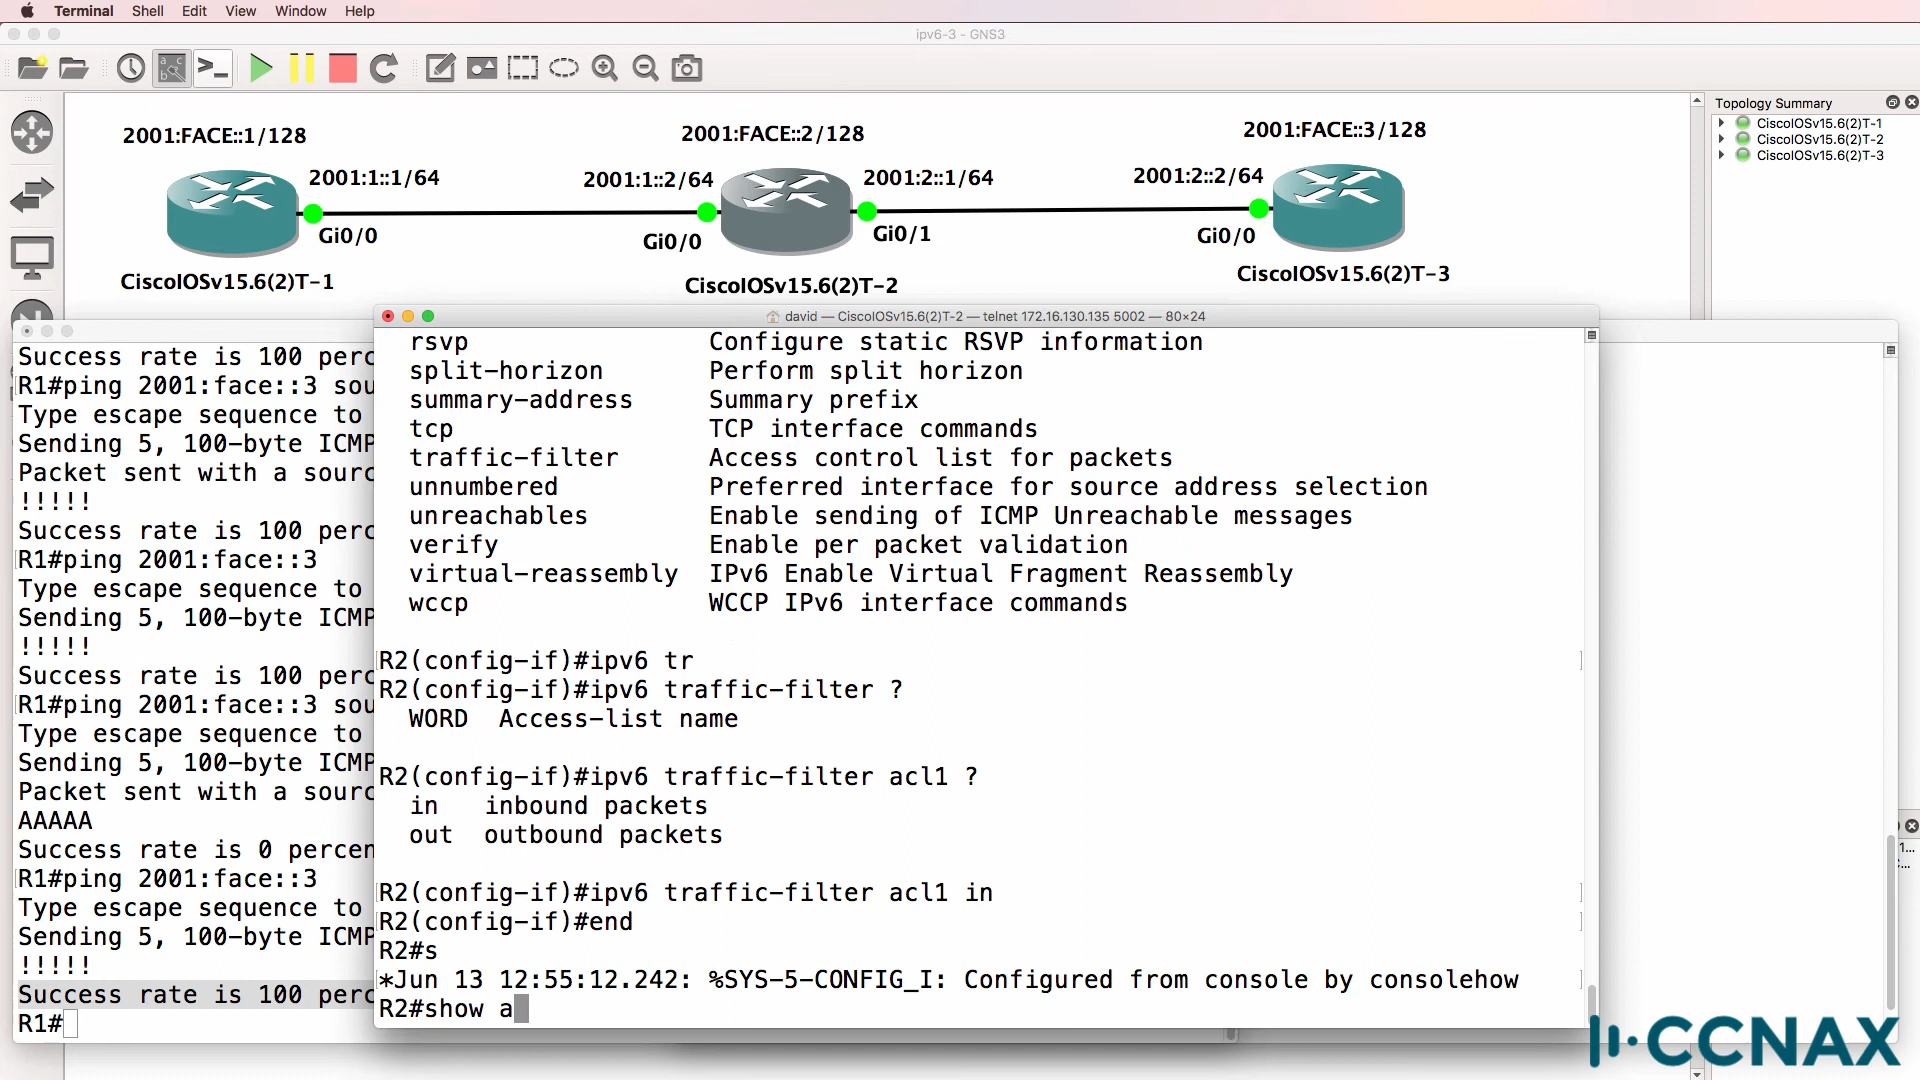 Terminal Shell Edit View Window Help
ipv6-3 - GNS3
Topology Summary
CiscoIOSv15.6(2)T-1
CiscoIOSv15.6(2)T-2
CiscoIOSv15.6(2)T-3
2001:FACE::1/128
2001:FACE::2/128
2001:FACE::3/128
2001:1::1/64
2001:1::2/64
2001:2::1/64
2001:2::2/64
Gi0/0
Gi0/0
Gi0/1
Gi0/0
CiscoIOSv15.6(2)T-1
CiscoIOSv15.6(2)T-2
CiscoIOSv15.6(2)T-3
Success rate is 100 perc
R1#ping 2001:face::3 sou
Type escape sequence to
Sending 5, 100-byte ICMP
Packet sent with a sourc
!!!!!
Success rate is 100 perc
R1#ping 2001:face::3
Type escape sequence to
Sending 5, 100-byte ICMP
!!!!!
Success rate is 100 perc
R1#ping 2001:face::3 sou
Type escape sequence to
Sending 5, 100-byte ICMP
Packet sent with a sourc
AAAAA
Success rate is 0 percen
R1#ping 2001:face::3
Type escape sequence to
Sending 5, 100-byte ICMP
!!!!!
Success rate is 100 perc
R1#
david — CiscoIOSv15.6(2)T-2 — telnet 172.16.130.135 5002 — 80×24
rsvp Configure static RSVP information
split-horizon Perform split horizon
summary-address Summary prefix
tcp TCP interface commands
traffic-filter Access control list for packets
unnumbered Preferred interface for source address selection
unreachables Enable sending of ICMP Unreachable messages
verify Enable per packet validation
virtual-reassembly IPv6 Enable Virtual Fragment Reassembly
wccp WCCP IPv6 interface commands
R2(config-if)#ipv6 tr
R2(config-if)#ipv6 traffic-filter ?
WORD Access-list name
R2(config-if)#ipv6 traffic-filter acl1 ?
in inbound packets
out outbound packets
R2(config-if)#ipv6 traffic-filter acl1 in
R2(config-if)#end
R2#s
*Jun 13 12:55:12.242: %SYS-5-CONFIG_I: Configured from console by consolehow
R2#show a
CCNAX